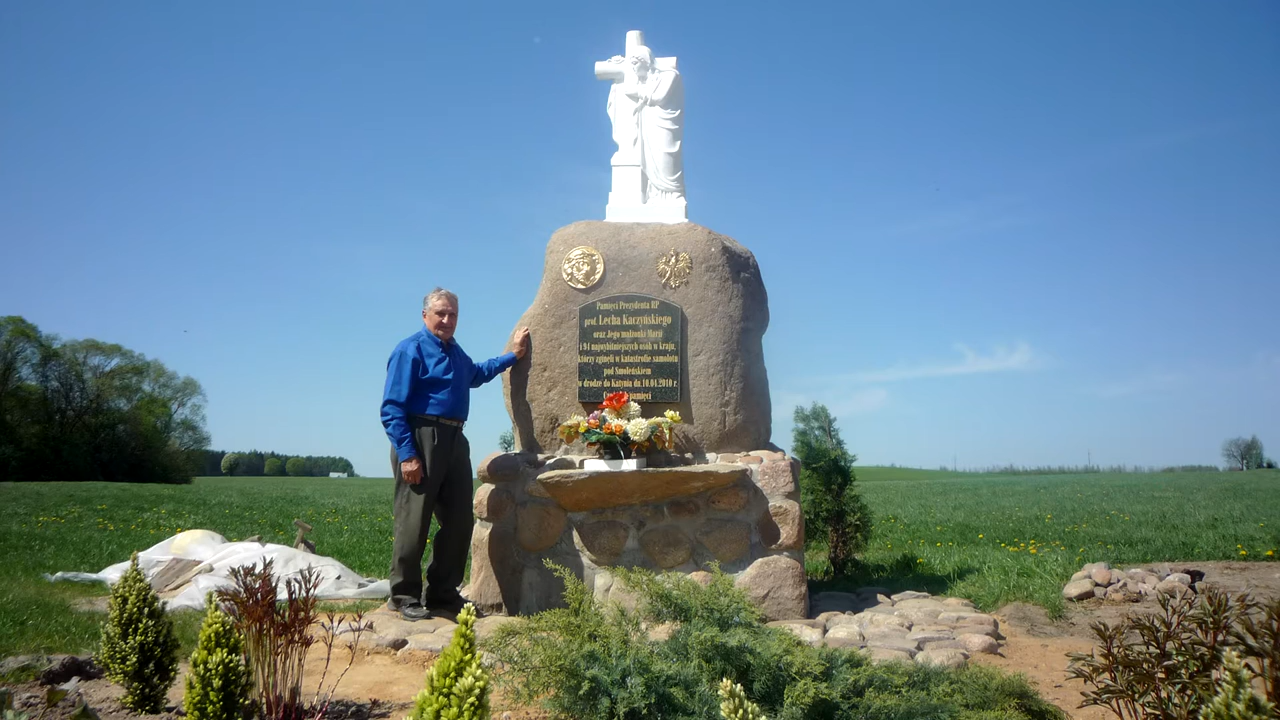 Pamięci Prezydenta RP
prof. Lecha Kaczyńskiego
oraz Jego małżonki Marii
i 94 najwybitniejszych osób w kraju,
którzy zginęli w katastrofie samolotu
pod Smoleńskiem
w drodze do Katynia dn. 10.04.2010 r.
pamięci